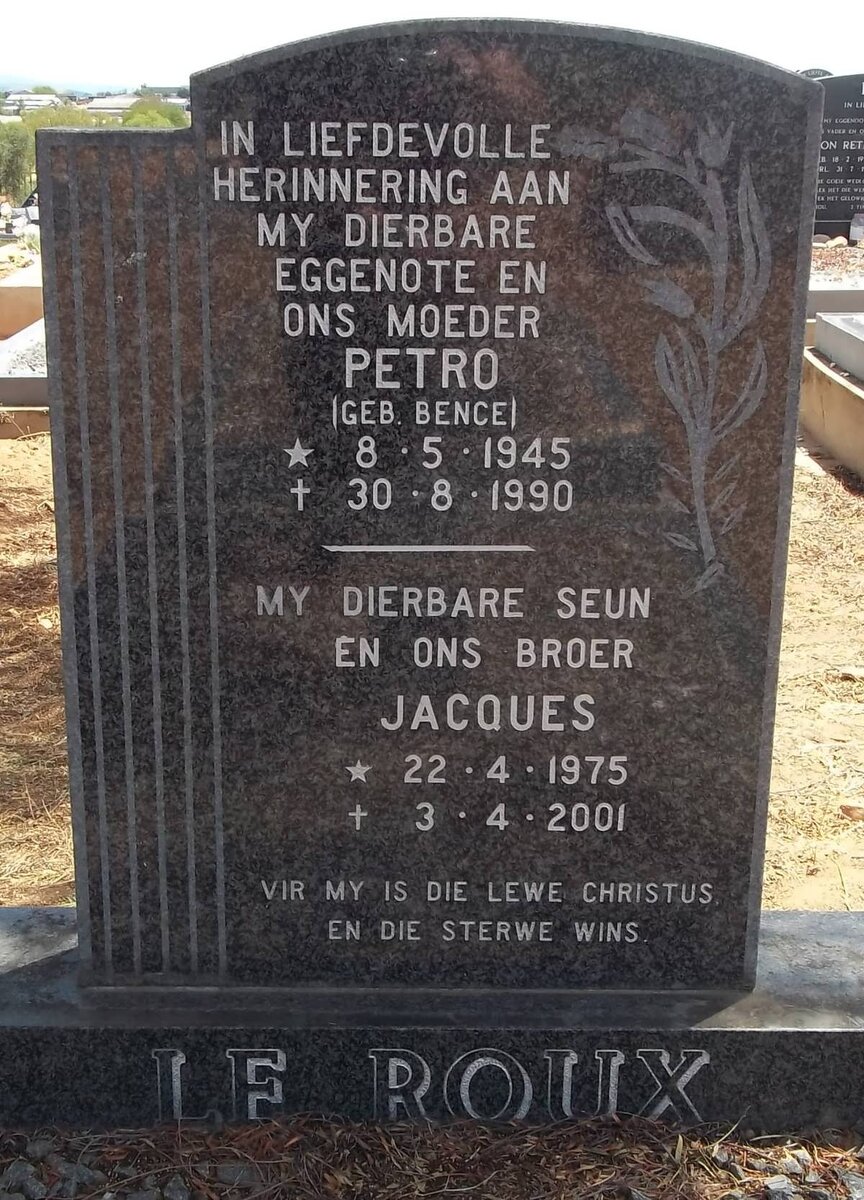 IN LIEFDEVOLLE
HERINNERING AAN
MY DIERBARE
EGGENOTE EN
ONS MOEDER
PETRO
(GEB. BENCE)
★ 8 · 5 · 1945
✝ 30 · 8 · 1990
MY DIERBARE SEUN
EN ONS BROER
JACQUES
★ 22 · 4 · 1975
✝ 3 · 4 · 2001
VIR MY IS DIE LEWE CHRISTUS,
EN DIE STERWE WINS.
LE ROUX